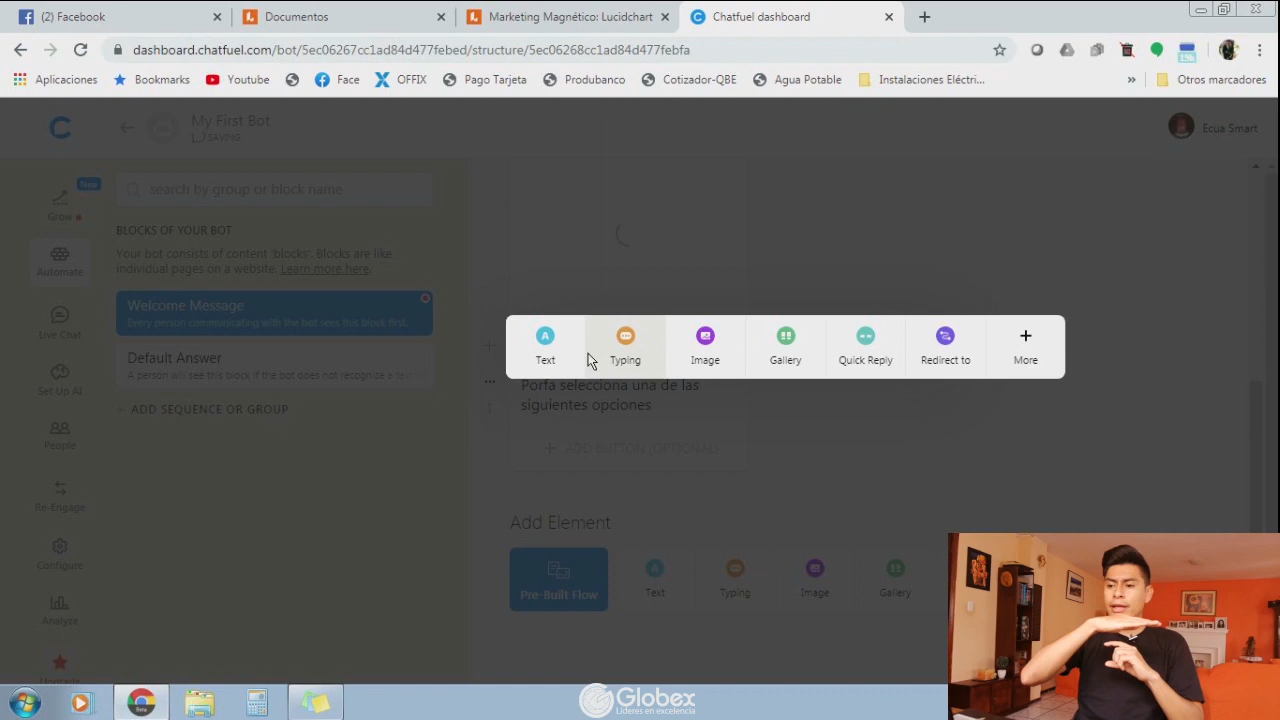 (2) Facebook
Documentos
Marketing Magnético: Lucidchart
Chatfuel dashboard
dashboard.chatfuel.com/bot/5ec06267cc1ad84d477febed/structure/5ec06268cc1ad84d477febfa
Aplicaciones
Bookmarks
Youtube
Face
OFFIX
Pago Tarjeta
Produbanco
Cotizador-QBE
Agua Potable
Instalaciones Eléctri...
Otros marcadores
My First Bot
SAVING
Ecua Smart
New
Grow
Automate
Live Chat
Set Up AI
People
Re-Engage
Configure
Analyze
Upgrade
search by group or block name
BLOCKS OF YOUR BOT
Your bot consists of content 'blocks'. Blocks are like
individual pages on a website. Learn more here.
Welcome Message
Every person communicating with the bot sees this block first.
Default Answer
A person will see this block if the bot does not recognize a te
+ ADD SEQUENCE OR GROUP
Text
Typing
Image
Gallery
Quick Reply
Redirect to
More
Porfa selecciona una de las
siguientes opciones
+ ADD BUTTON (OPTIONAL)
Add Element
Pre-Built Flow
Text
Typing
Image
Gallery
Globex
Líderes en excelencia